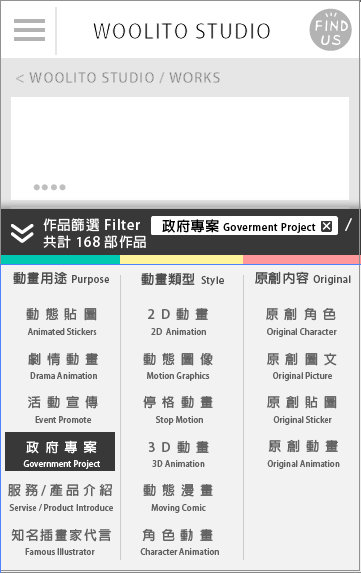 WOOLITO STUDIO
FIND
US
< WOOLITO STUDIO / WORKS
作品篩選 Filter
政府專案 Goverment Project
/
共計 168 部作品
動畫用途 Purpose
動畫類型 Style
原創內容 Original
動態貼圖
Animated Stickers
2D動畫
2D Animation
原創角色
Original Character
劇情動畫
Drama Animation
動態圖像
Motion Graphics
原創圖文
Original Picture
活動宣傳
Event Promote
停格動畫
Stop Motion
原創貼圖
Original Sticker
政府專案
Government Project
3D動畫
3D Animation
原創動畫
Original Animation
服務/產品介紹
Servise / Product Introduce
動態漫畫
Moving Comic
知名插畫家代言
Famous Illustrator
角色動畫
Character Animation